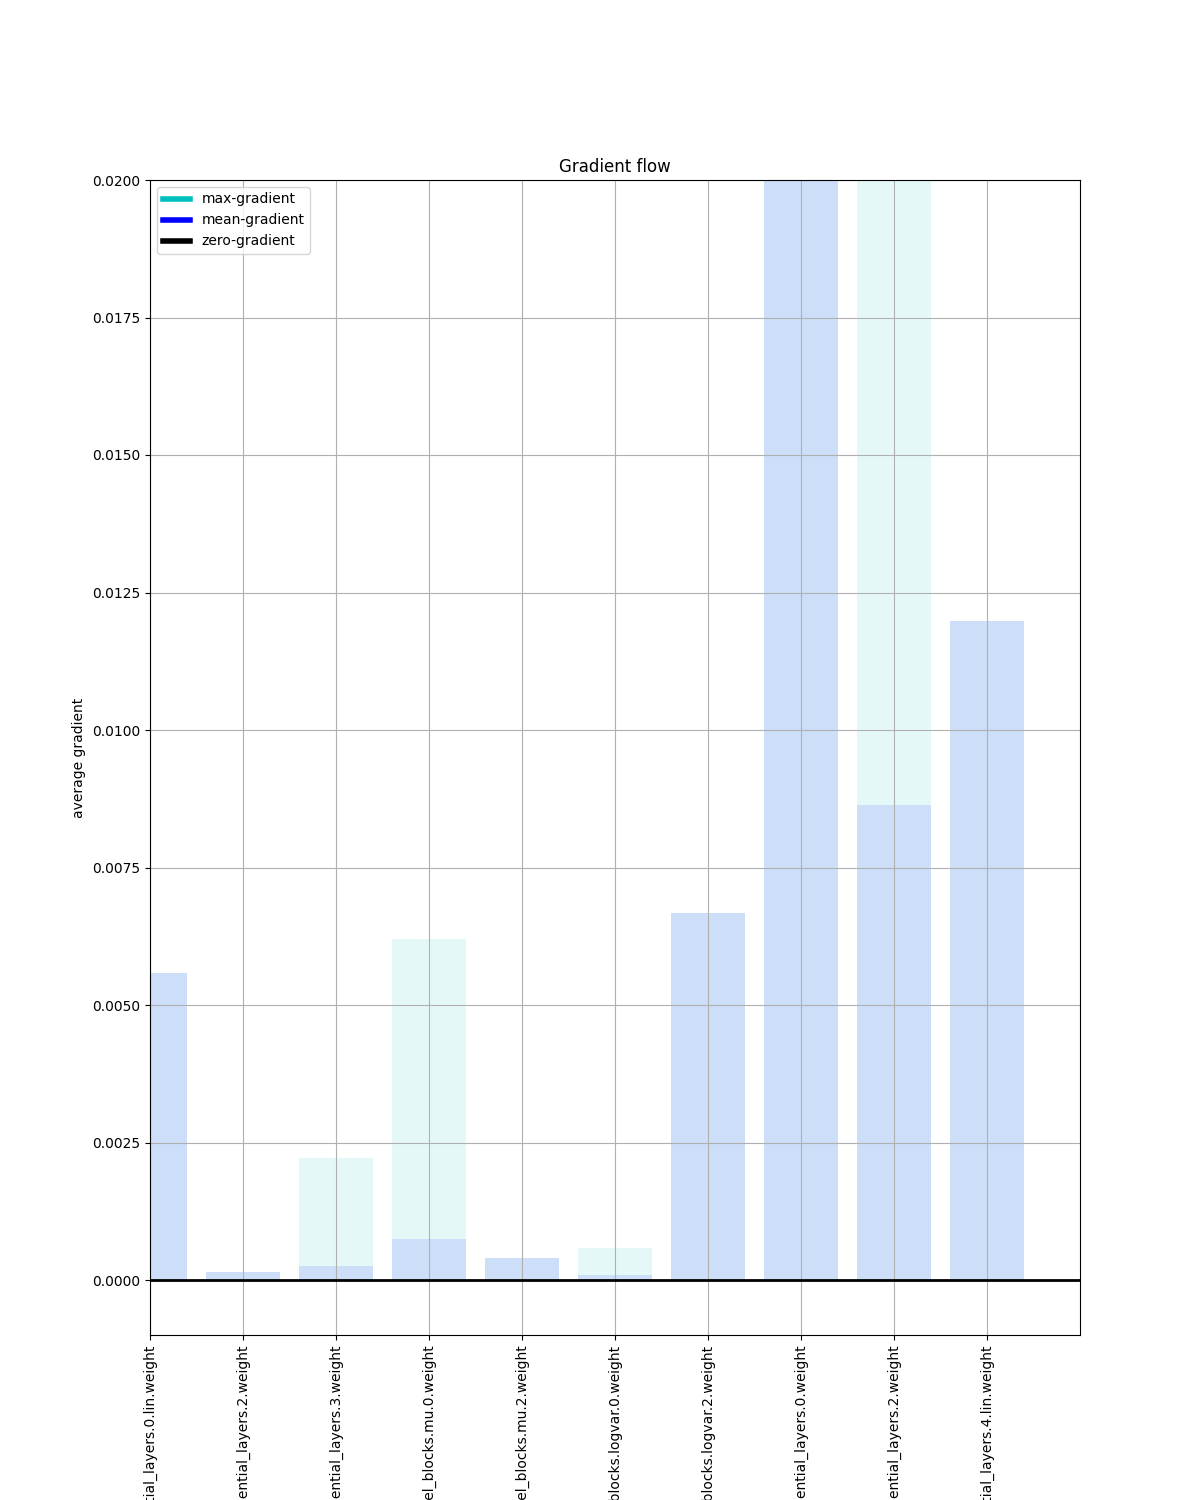 Gradient flow
max-gradient
mean-gradient
zero-gradient
0.0200
0.0175
0.0150
0.0125
0.0100
0.0075
0.0050
0.0025
0.0000
average gradient
tial_layers.0.lin.weight
ential_layers.2.weight
ential_layers.3.weight
el_blocks.mu.0.weight
el_blocks.mu.2.weight
blocks.logvar.0.weight
blocks.logvar.2.weight
ential_layers.0.weight
ential_layers.2.weight
tial_layers.4.lin.weight